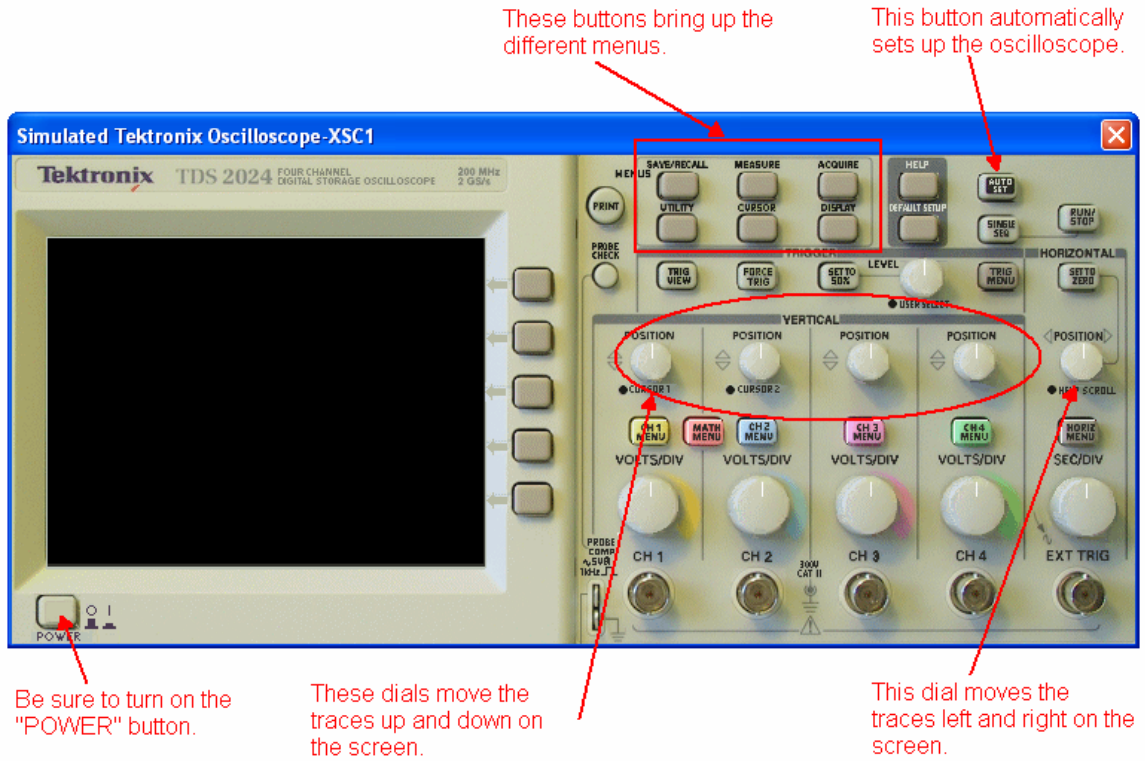 These buttons bring up the
different menus.
This button automatically
sets up the oscilloscope.
Simulated Tektronix Oscilloscope-XSC1
Tektronix TDS 2024 FOUR CHANNEL
DIGITAL STORAGE OSCILLOSCOPE
200 MHz
2 GS/s
MENUS
SAVE/RECALL MEASURE ACQUIRE
HELP
AUTO
SET
PRINT
UTILITY CURSOR DISPLAY
DEFAULT SETUP
SINGLE
SEQ
RUN/
STOP
PROBE
CHECK
TRIGGER
HORIZONTAL
TRIG
VIEW
FORCE
TRIG
SET TO
50%
LEVEL
USER SELECT
TRIG
MENU
SET TO
ZERO
VERTICAL
POSITION POSITION POSITION POSITION POSITION
CURSOR 1 CURSOR 2 HELP SCROLL
CH 1
MENU
MATH
MENU
CH 2
MENU
CH 3
MENU
CH 4
MENU
HORIZ
MENU
VOLTS/DIV VOLTS/DIV VOLTS/DIV VOLTS/DIV SEC/DIV
PROBE
COMP
~5V@
1kHz
CH 1 CH 2 CH 3 CH 4 EXT TRIG
300V
CAT II
POWER
Be sure to turn on the
"POWER" button.
These dials move the
traces up and down on
the screen.
This dial moves the
traces left and right on the
screen.